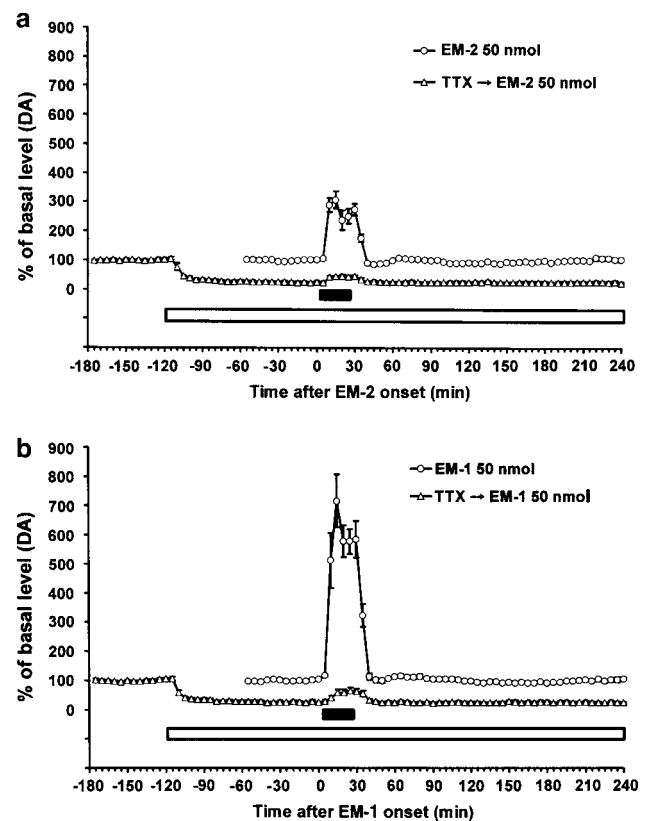 a
900
800
700
600
500
400
300
200
100
0
% of basal level (DA)
EM-2 50 nmol
TTX → EM-2 50 nmol
-180 -150 -120 -90 -60 -30 0 30 60 90 120 150 180 210 240
Time after EM-2 onset (min)
b
900
800
700
600
500
400
300
200
100
0
% of basal level (DA)
EM-1 50 nmol
TTX → EM-1 50 nmol
-180 -150 -120 -90 -60 -30 0 30 60 90 120 150 180 210 240
Time after EM-1 onset (min)